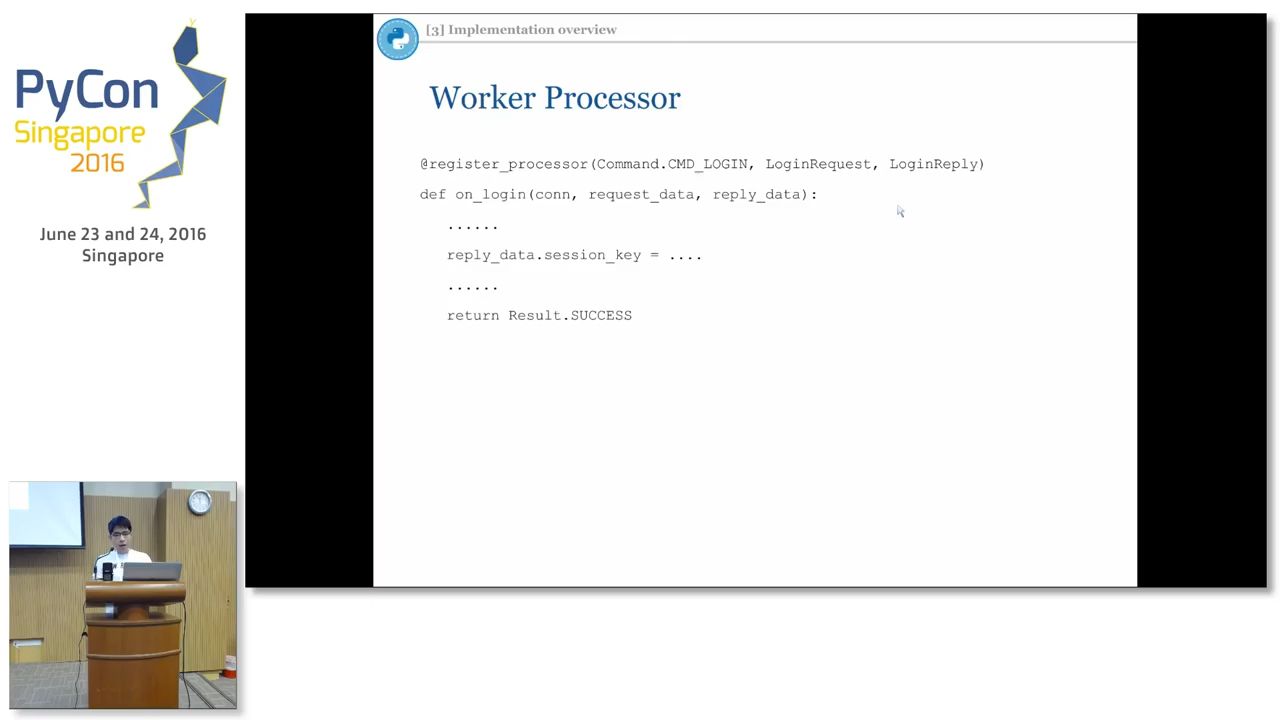 PyCon
Singapore
2016
June 23 and 24, 2016
Singapore
[3] Implementation overview
Worker Processor
@register_processor(Command.CMD_LOGIN, LoginRequest, LoginReply)
def on_login(conn, request_data, reply_data):
......
reply_data.session_key = ....
......
return Result.SUCCESS